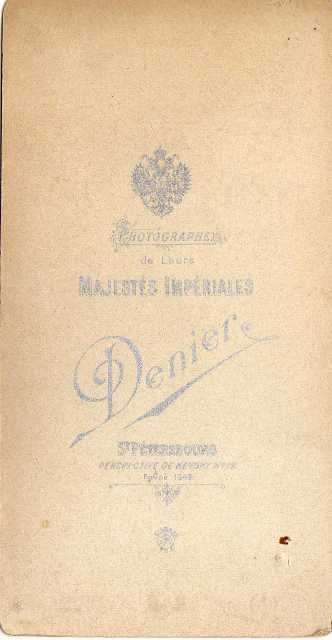 Photographe
de Leurs
Majestés Impériales
Denier
St Pétersbourg
Perspective de Nevsky